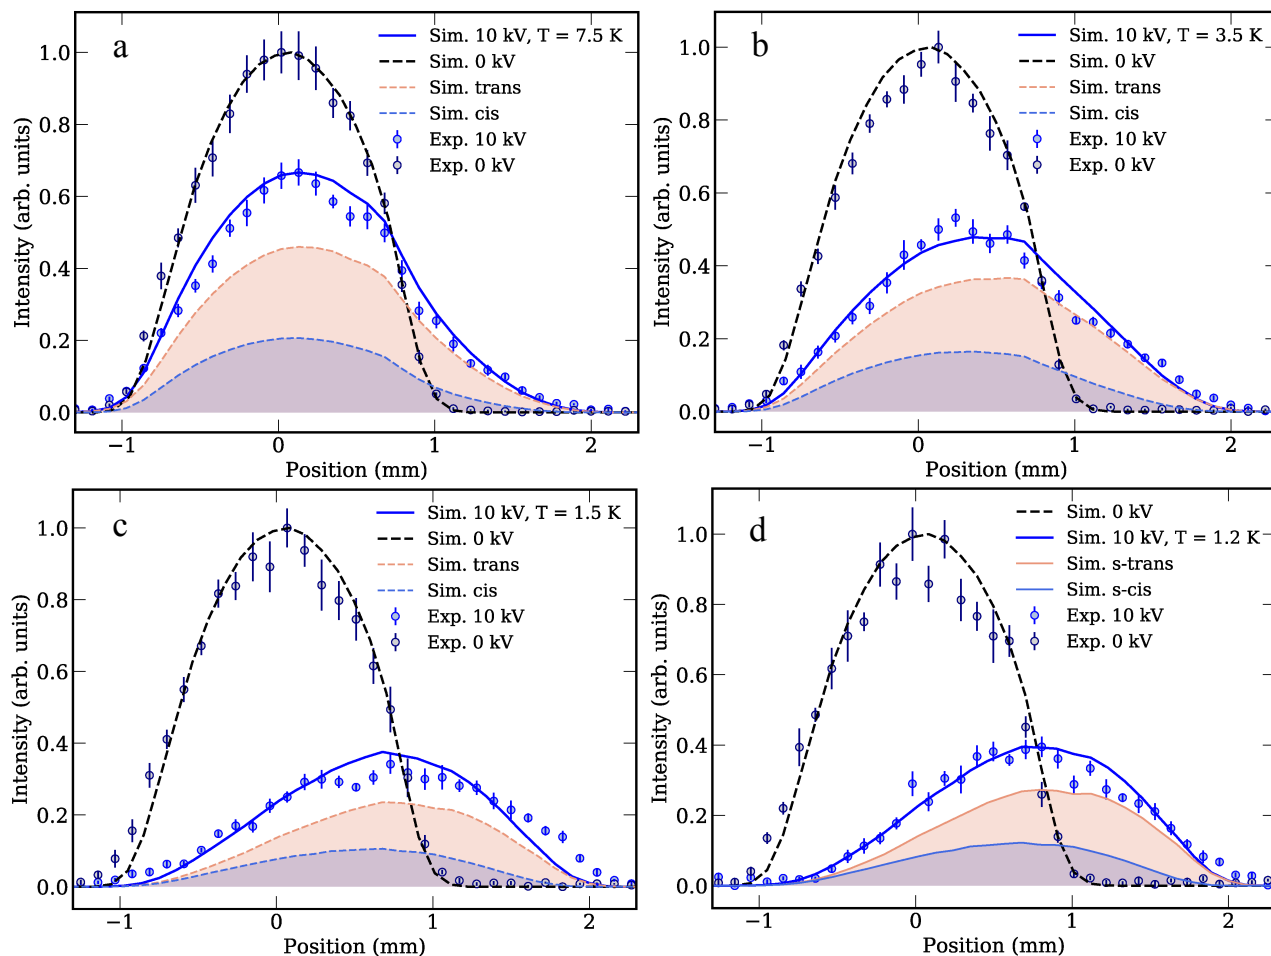 a
Sim. 10 kV, T = 7.5 K
Sim. 0 kV
Sim. trans
Sim. cis
Exp. 10 kV
Exp. 0 kV
Intensity (arb. units)
1.0
0.8
0.6
0.4
0.2
0.0
−1
0
1
2
Position (mm)
b
Sim. 10 kV, T = 3.5 K
Sim. 0 kV
Sim. trans
Sim. cis
Exp. 10 kV
Exp. 0 kV
Intensity (arb. units)
1.0
0.8
0.6
0.4
0.2
0.0
−1
0
1
2
Position (mm)
c
Sim. 10 kV, T = 1.5 K
Sim. 0 kV
Sim. trans
Sim. cis
Exp. 10 kV
Exp. 0 kV
Intensity (arb. units)
1.0
0.8
0.6
0.4
0.2
0.0
−1
0
1
2
Position (mm)
d
Sim. 0 kV
Sim. 10 kV, T = 1.2 K
Sim. s-trans
Sim. s-cis
Exp. 10 kV
Exp. 0 kV
Intensity (arb. units)
1.0
0.8
0.6
0.4
0.2
0.0
−1
0
1
2
Position (mm)